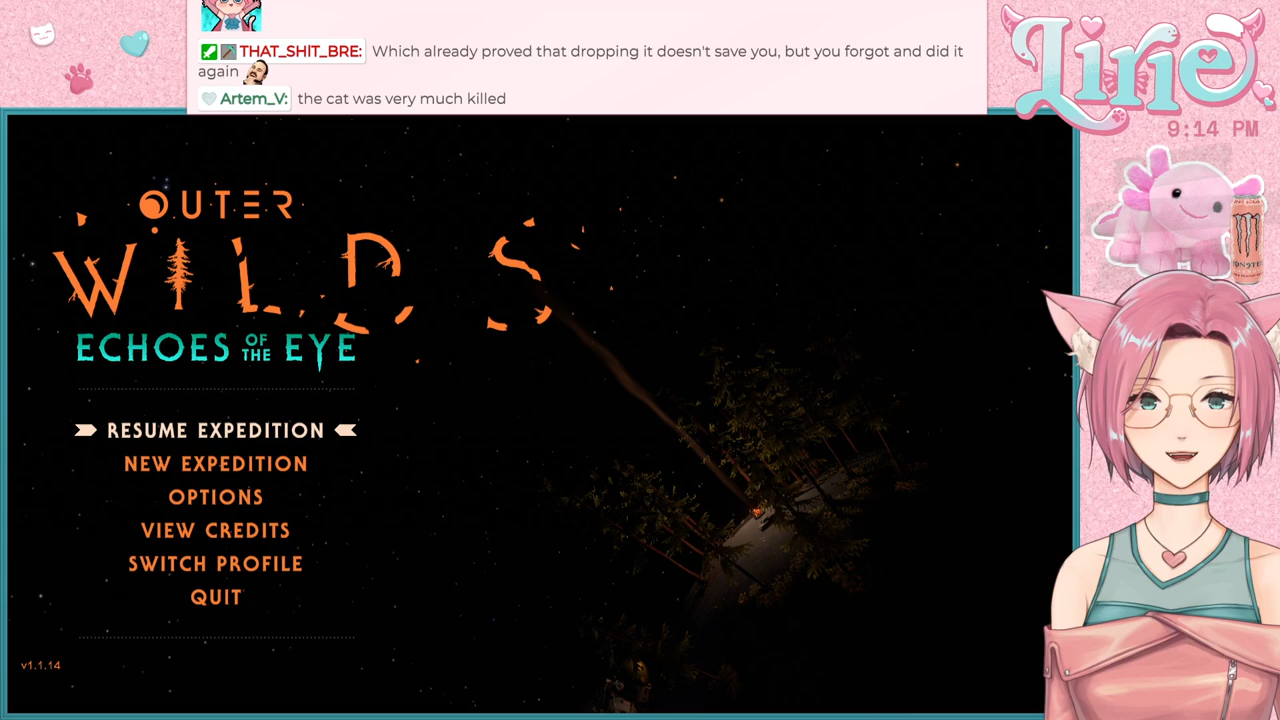 THAT_SHIT_BRE: Which already proved that dropping it doesn't save you, but you forgot and did it
again
Artem_V: the cat was very much killed
Lirie
9:14 PM
OUTER
WILDS
ECHOES OF THE EYE
RESUME EXPEDITION
NEW EXPEDITION
OPTIONS
VIEW CREDITS
SWITCH PROFILE
QUIT
v1.1.14
MONSTER